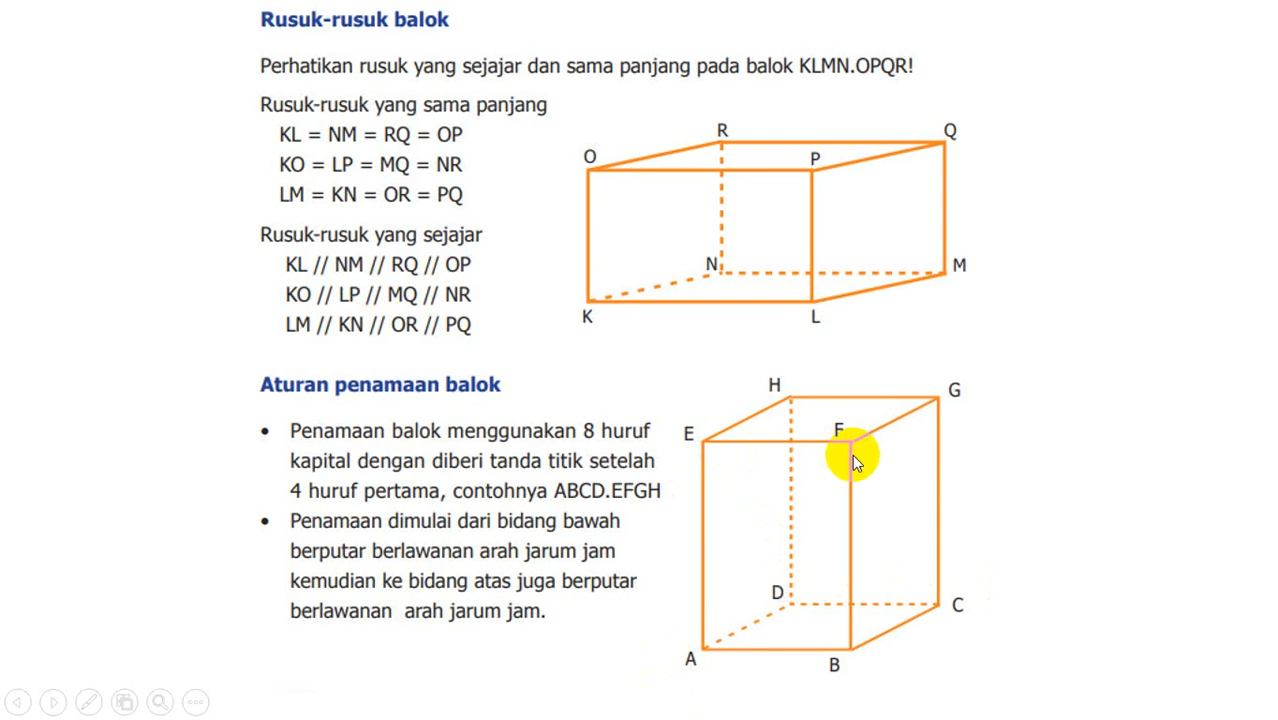 Rusuk-rusuk balok
Perhatikan rusuk yang sejajar dan sama panjang pada balok KLMN.OPQR!
Rusuk-rusuk yang sama panjang
KL = NM = RQ = OP
KO = LP = MQ = NR
LM = KN = OR = PQ
Rusuk-rusuk yang sejajar
KL // NM // RQ // OP
KO // LP // MQ // NR
LM // KN // OR // PQ
R
Q
O
P
N
M
K
L
Aturan penamaan balok
• Penamaan balok menggunakan 8 huruf
kapital dengan diberi tanda titik setelah
4 huruf pertama, contohnya ABCD.EFGH
• Penamaan dimulai dari bidang bawah
berputar berlawanan arah jarum jam
kemudian ke bidang atas juga berputar
berlawanan arah jarum jam.
H
G
E
F
D
C
A
B